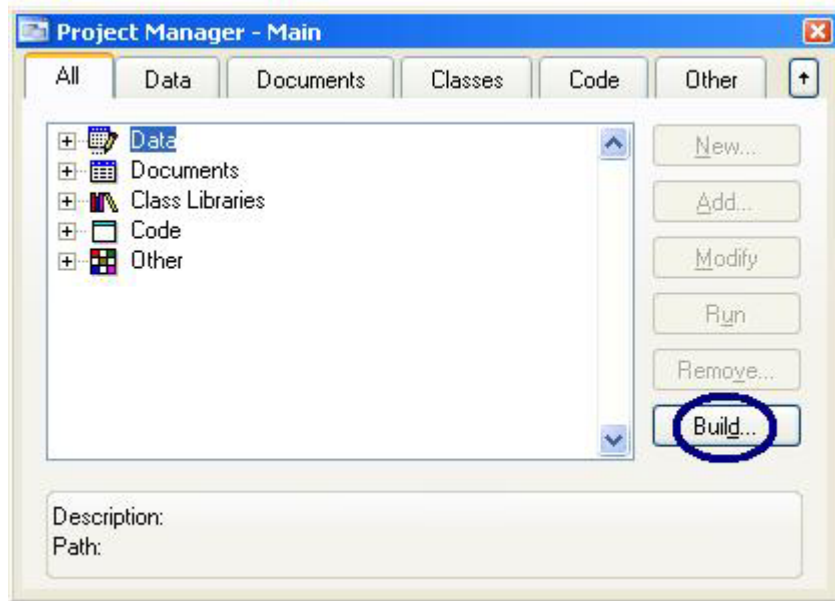 Project Manager - Main
All Data Documents Classes Code Other
Data
Documents
Class Libraries
Code
Other
New...
Add...
Modify
Run
Remove...
Build...
Description:
Path: